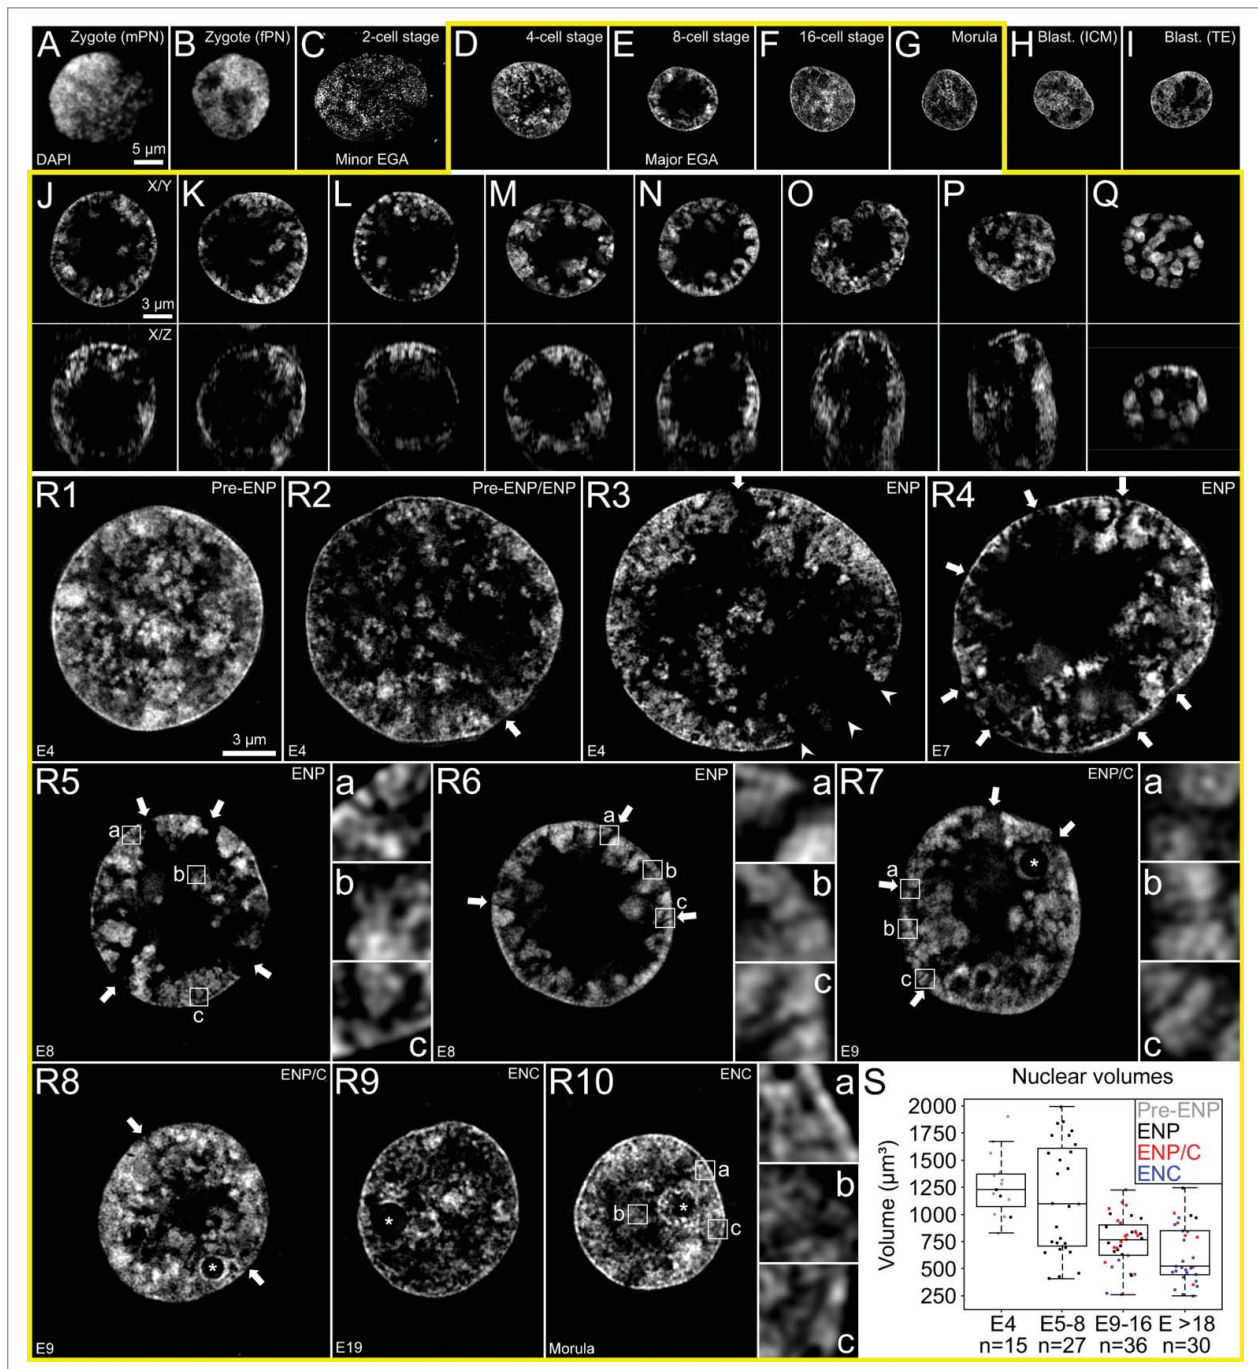 A Zygote (mPN)
B Zygote (fPN)
C 2-cell stage
D 4-cell stage
E 8-cell stage
F 16-cell stage
G Morula
H Blast. (ICM)
I Blast. (TE)
DAPI
5 µm
Minor EGA
Major EGA
J X/Y
K
L
M
N
O
P
Q
3 µm
X/Z
R1 Pre-ENP
R2 Pre-ENP/ENP
R3 ENP
R4 ENP
3 µm
E4
E4
E4
E7
R5 ENP
a
b
c
a
b
c
E8
R6 ENP
a
b
c
a
b
c
E8
R7 ENP/C
*
a
b
c
a
b
c
E9
R8 ENP/C
*
E9
R9 ENC
*
E19
R10 ENC
a
b
*
c
a
b
c
Morula
S Nuclear volumes
Volume (µm³)
2000
1750
1500
1250
1000
750
500
250
Pre-ENP
ENP
ENP/C
ENC
E4 E5-8 E9-16 E >18
n=15 n=27 n=36 n=30